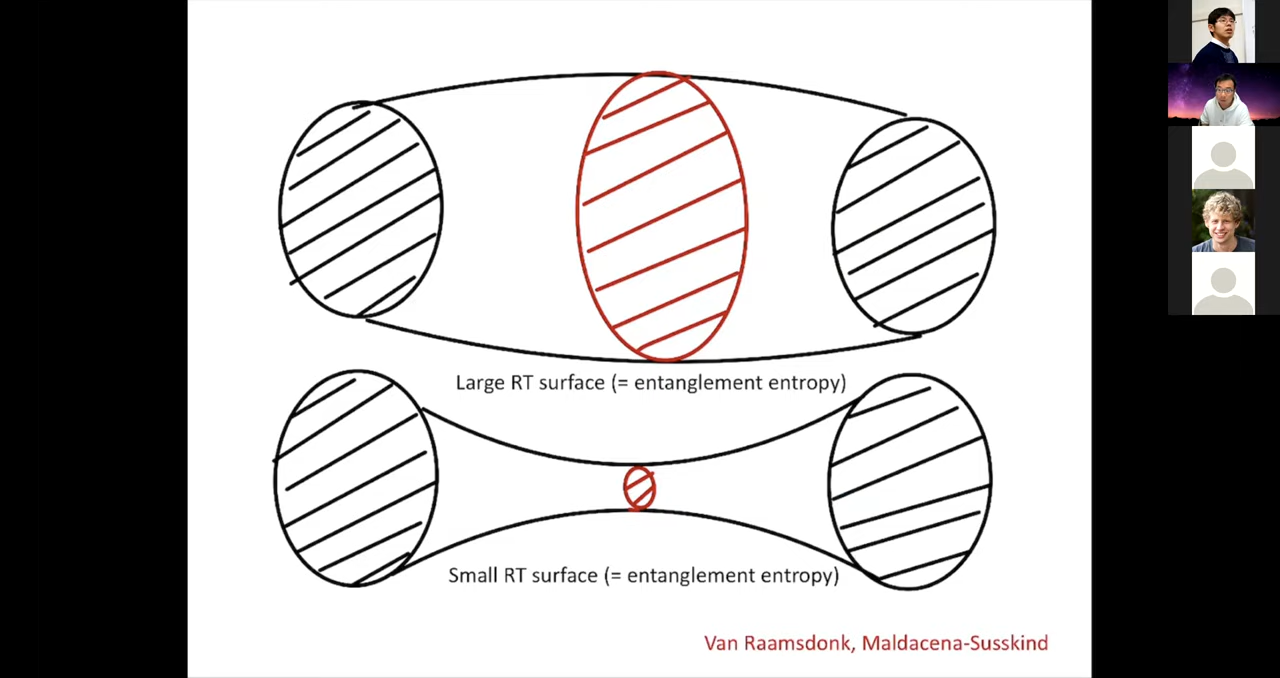 Large RT surface (= entanglement entropy)
Small RT surface (= entanglement entropy)
Van Raamsdonk, Maldacena-Susskind